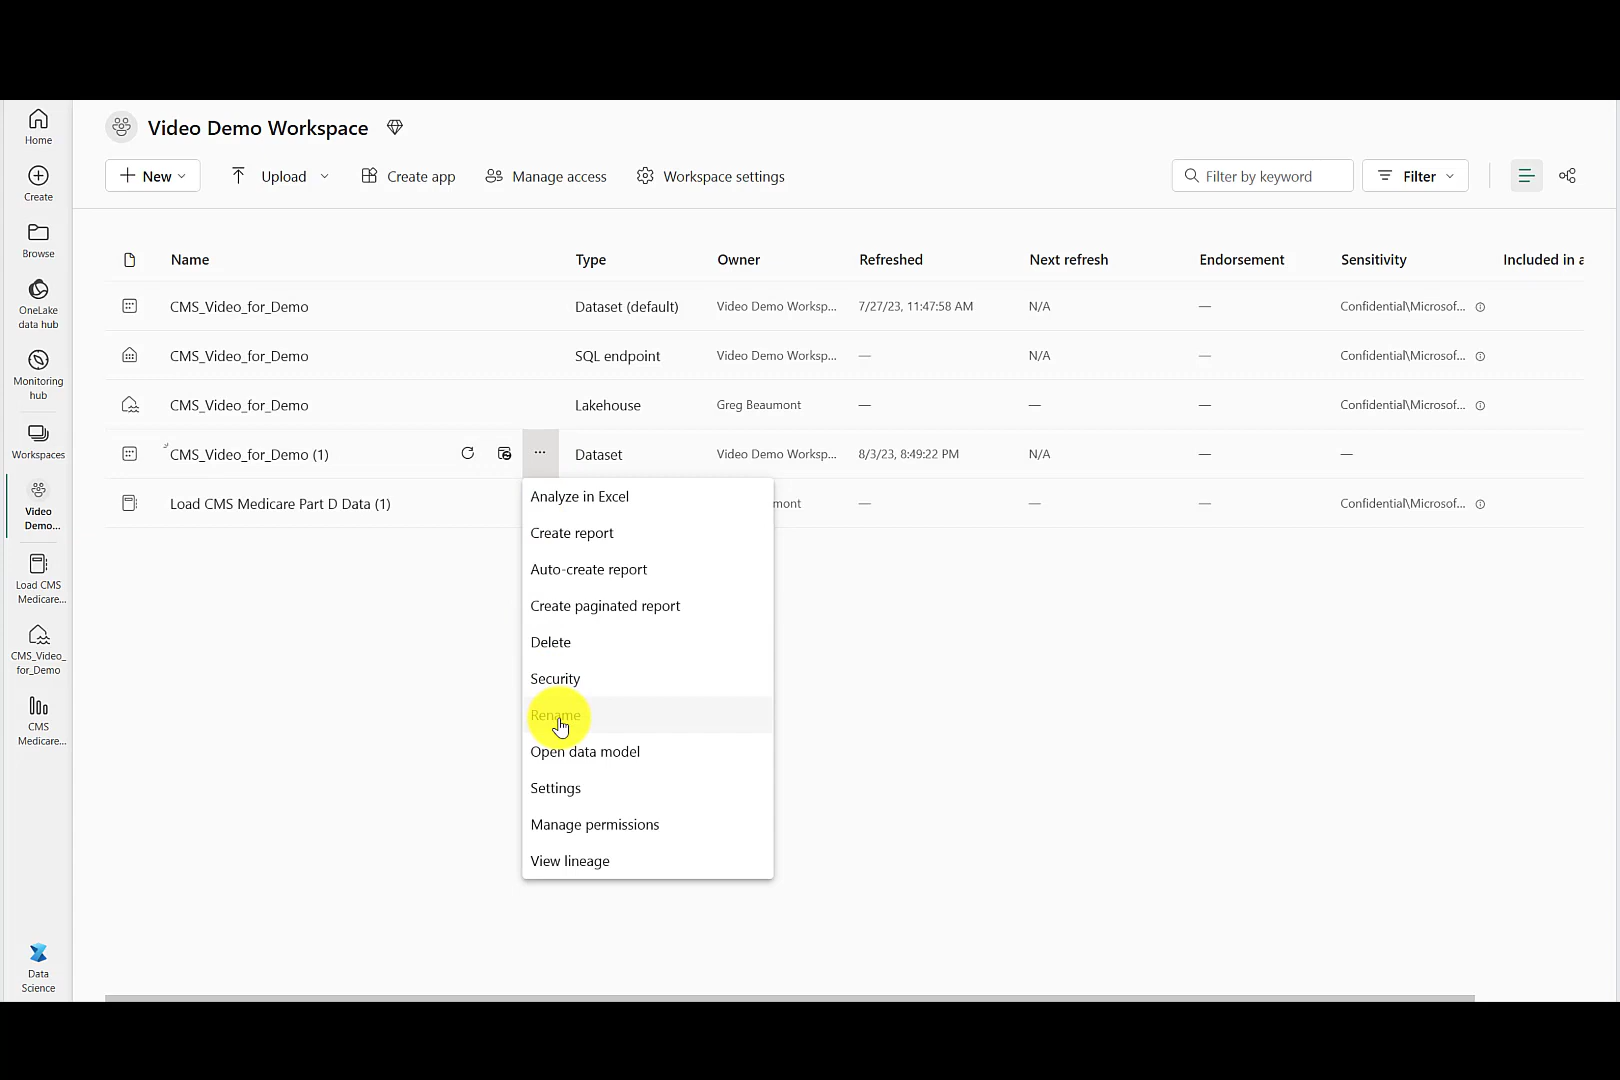 Home
Create
Browse
OneLake
data hub
Monitoring
hub
Workspaces
Video
Demo...
Load CMS
Medicare...
CMS_Video_
for_Demo
CMS
Medicare...
Data
Science
Video Demo Workspace
New
Upload
Create app
Manage access
Workspace settings
Filter by keyword
Filter
Name Type Owner Refreshed Next refresh Endorsement Sensitivity Included in a
CMS_Video_for_Demo Dataset (default) Video Demo Worksp... 7/27/23, 11:47:58 AM N/A — Confidential\Microsof...
CMS_Video_for_Demo SQL endpoint Video Demo Worksp... — N/A — Confidential\Microsof...
CMS_Video_for_Demo Lakehouse Greg Beaumont — — — Confidential\Microsof...
CMS_Video_for_Demo (1) ... Dataset Video Demo Worksp... 8/3/23, 8:49:22 PM N/A — —
Load CMS Medicare Part D Data (1) mont — — — Confidential\Microsof...
Analyze in Excel
Create report
Auto-create report
Create paginated report
Delete
Security
Rename
Open data model
Settings
Manage permissions
View lineage